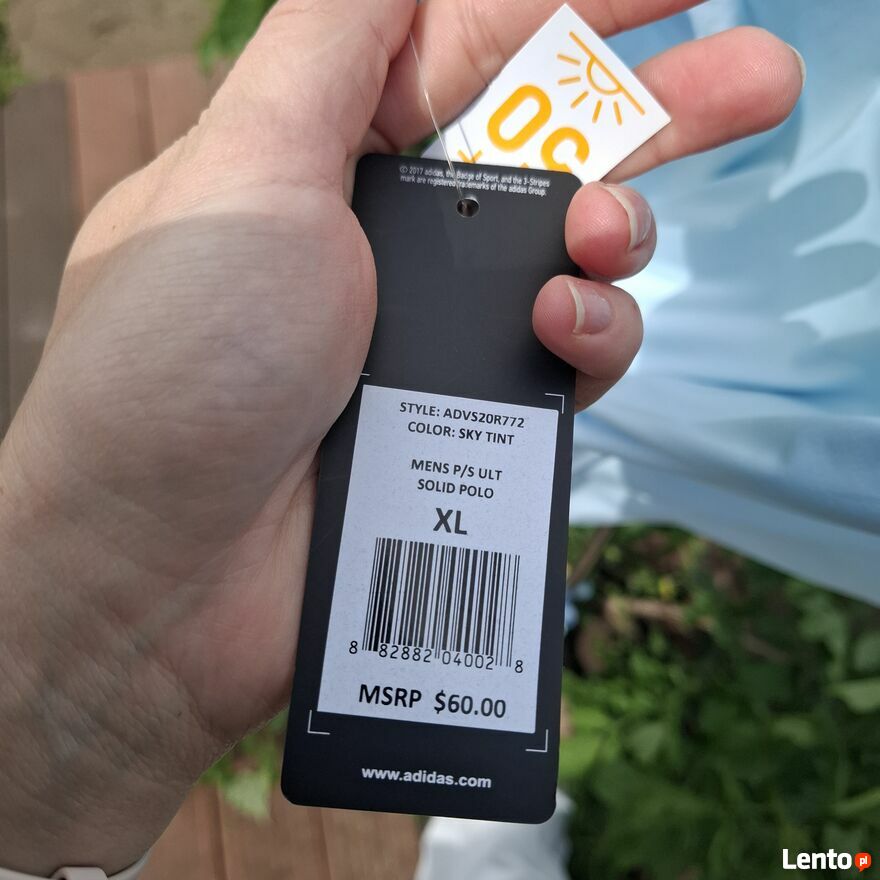 © 2017 adidas, the Badge of Sport, and the 3-Stripes
mark are registered trademarks of the adidas Group.
STYLE: ADVS20R772
COLOR: SKY TINT
MENS P/S ULT
SOLID POLO
XL
8 82882 04002 8
MSRP $60.00
www.adidas.com
Lento pl